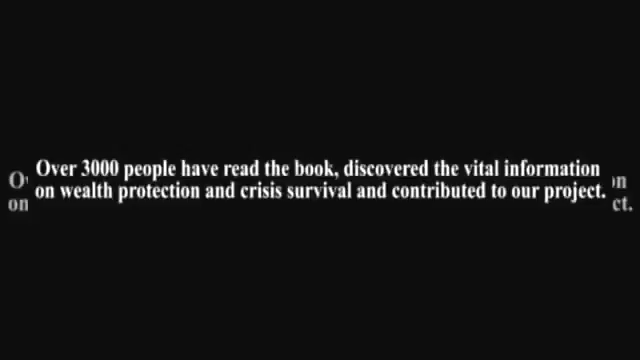 Over 3000 people have read the book, discovered the vital information
on wealth protection and crisis survival and contributed to our project.